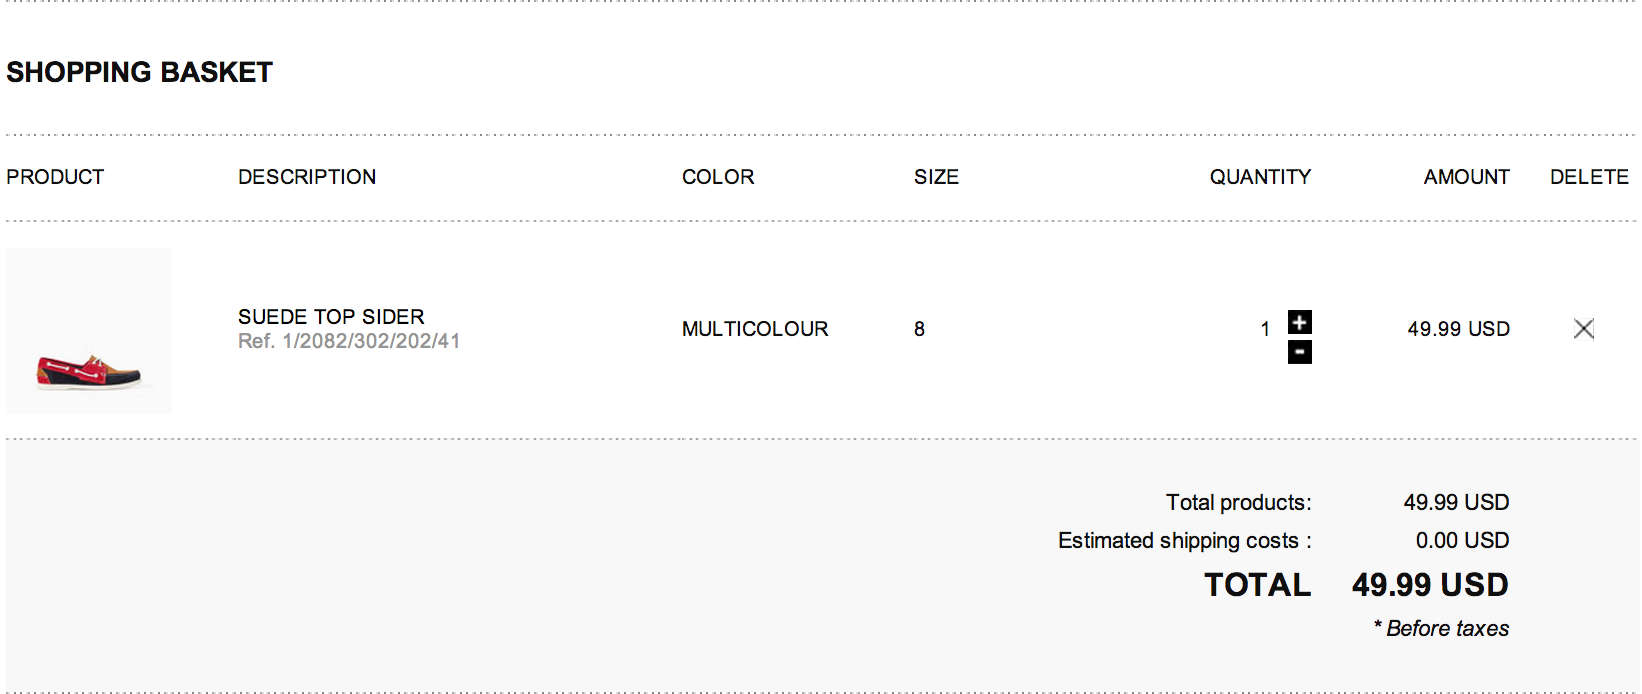 SHOPPING BASKET
PRODUCT DESCRIPTION COLOR SIZE QUANTITY AMOUNT DELETE
SUEDE TOP SIDER
Ref. 1/2082/302/202/41
MULTICOLOUR 8 1 + - 49.99 USD
Total products: 49.99 USD
Estimated shipping costs : 0.00 USD
TOTAL 49.99 USD
* Before taxes